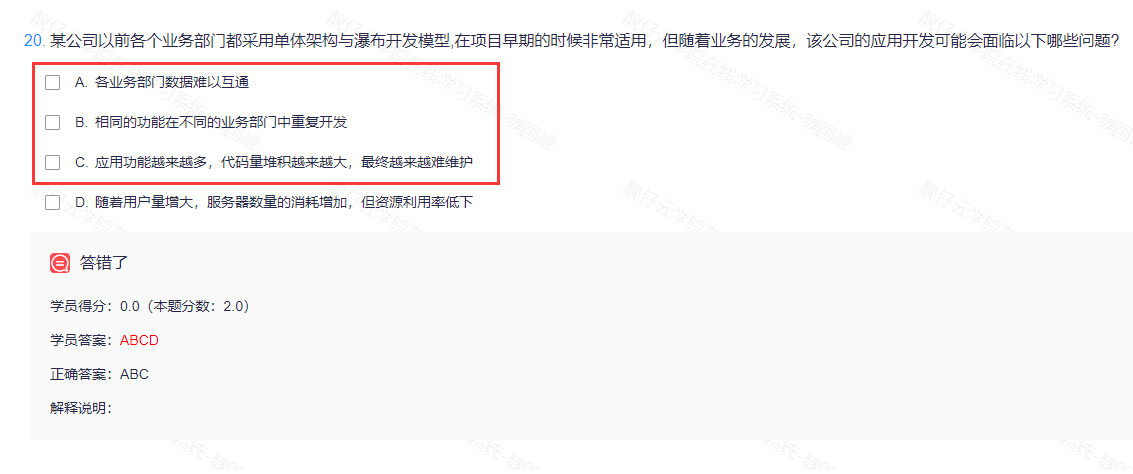 20. 某公司以前各个业务部门都采用单体架构与瀑布开发模型,在项目早期的时候非常适用，但随着业务的发展，该公司的应用开发可能会面临以下哪些问题?
A. 各业务部门数据难以互通
B. 相同的功能在不同的业务部门中重复开发
C. 应用功能越来越多，代码量堆积越来越大，最终越来越难维护
D. 随着用户量增大，服务器数量的消耗增加，但资源利用率低下
答错了
学员得分：0.0（本题分数：2.0）
学员答案：ABCD
正确答案：ABC
解释说明：